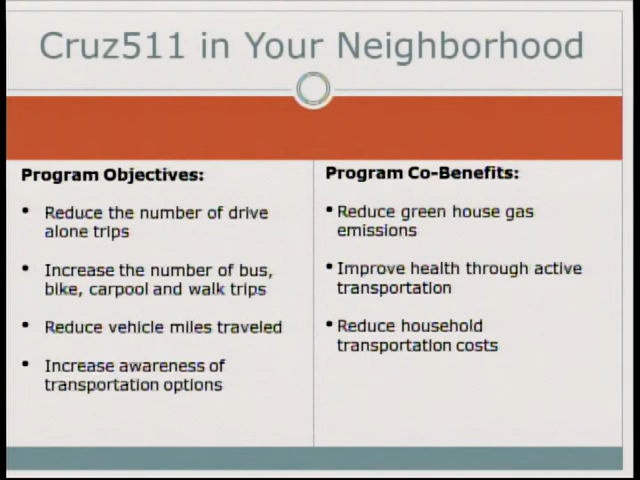 Cruz511 in Your Neighborhood
Program Objectives:
• Reduce the number of drive
alone trips
• Increase the number of bus,
bike, carpool and walk trips
• Reduce vehicle miles traveled
• Increase awareness of
transportation options
Program Co-Benefits:
• Reduce green house gas
emissions
• Improve health through active
transportation
• Reduce household
transportation costs